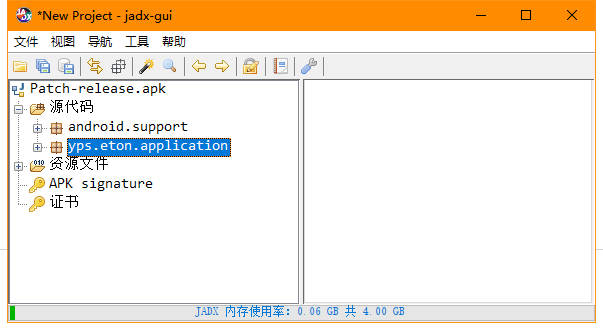 *New Project - jadx-gui
文件 视图 导航 工具 帮助
Patch-release.apk
源代码
android.support
yps.eton.application
资源文件
APK signature
证书
JADX 内存使用率: 0.06 GB 共 4.00 GB